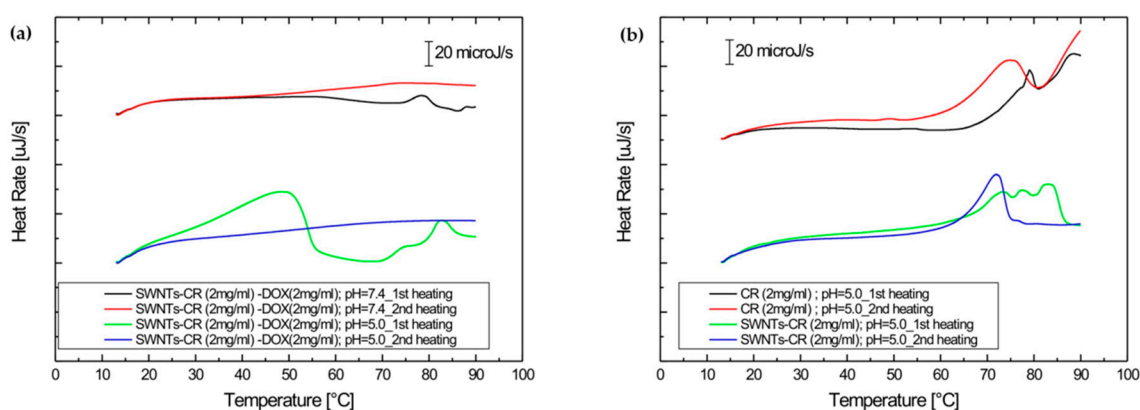 (a)
20 microJ/s
Heat Rate [uJ/s]
SWNTs-CR (2mg/ml) -DOX(2mg/ml); pH=7.4_1st heating
SWNTs-CR (2mg/ml) -DOX(2mg/ml); pH=7.4_2nd heating
SWNTs-CR (2mg/ml) -DOX(2mg/ml); pH=5.0_1st heating
SWNTs-CR (2mg/ml) -DOX(2mg/ml); pH=5.0_2nd heating
0 10 20 30 40 50 60 70 80 90 100
Temperature [°C]
(b)
20 microJ/s
Heat Rate [uJ/s]
CR (2mg/ml) ; pH=5.0_1st heating
CR (2mg/ml) ; pH=5.0_2nd heating
SWNTs-CR (2mg/ml); pH=5.0_1st heating
SWNTs-CR (2mg/ml); pH=5.0_2nd heating
0 10 20 30 40 50 60 70 80 90 100
Temperature [°C]